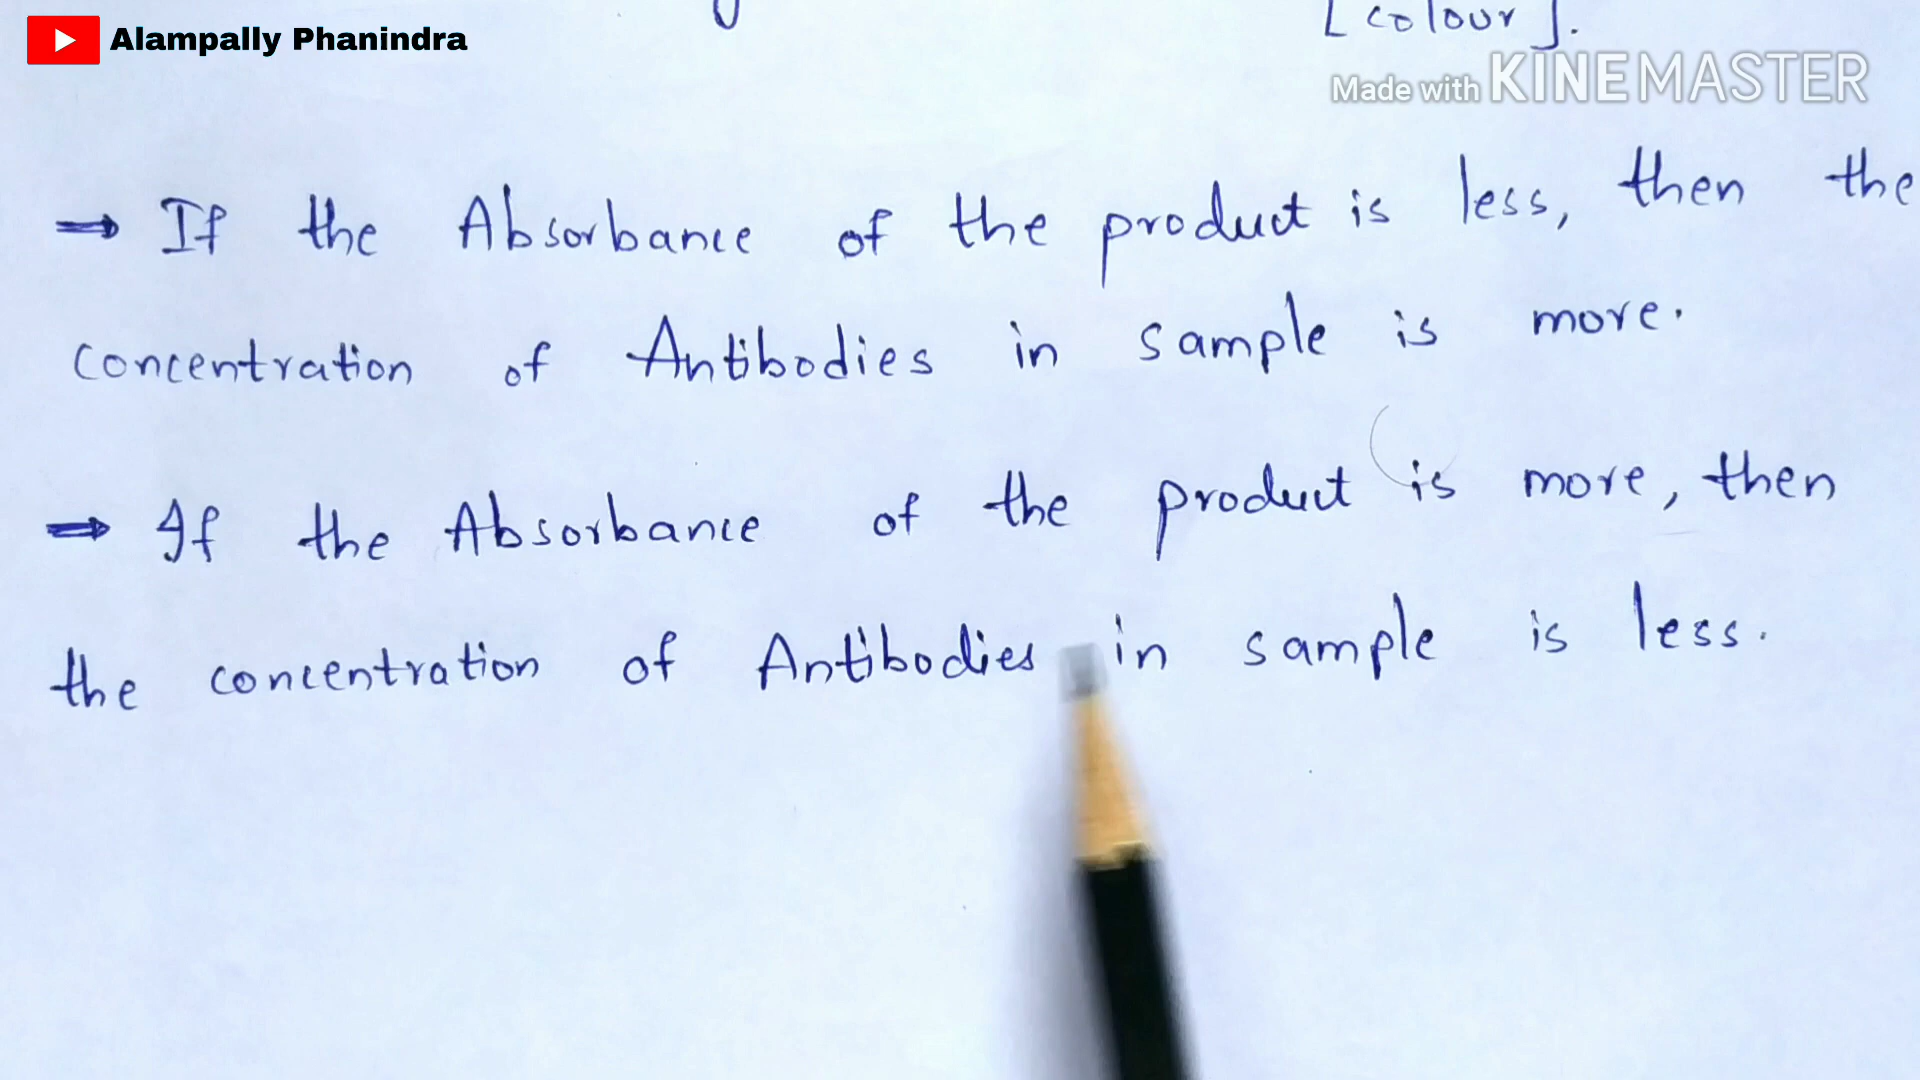 Alampally Phanindra
[colour].
Made with KINEMASTER
→ If the Absorbance of the product is less, then the
concentration of Antibodies in sample is more.
→ If the Absorbance of the product is more, then
the concentration of Antibodies in sample is less.